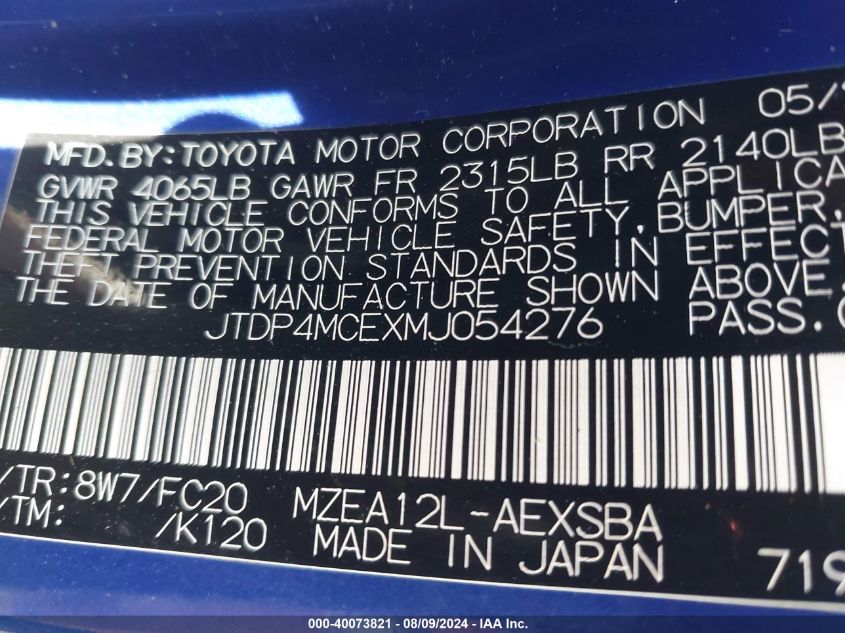 MFD.BY:TOYOTA MOTOR CORPORATION 05/
GVWR 4065LB GAWR FR 2315LB RR 2140LB
THIS VEHICLE CONFORMS TO ALL APPLICA
FEDERAL MOTOR VEHICLE SAFETY,BUMPER,
THEFT PREVENTION STANDARDS IN EFFECT
THE DATE OF MANUFACTURE SHOWN ABOVE.
JTDP4MCEXMJ054276 PASS.
/TR:8W7/FC20 MZEA12L-AEXSBA
/TM: /K120 MADE IN JAPAN 719
000-40073821 - 08/09/2024 - IAA Inc.